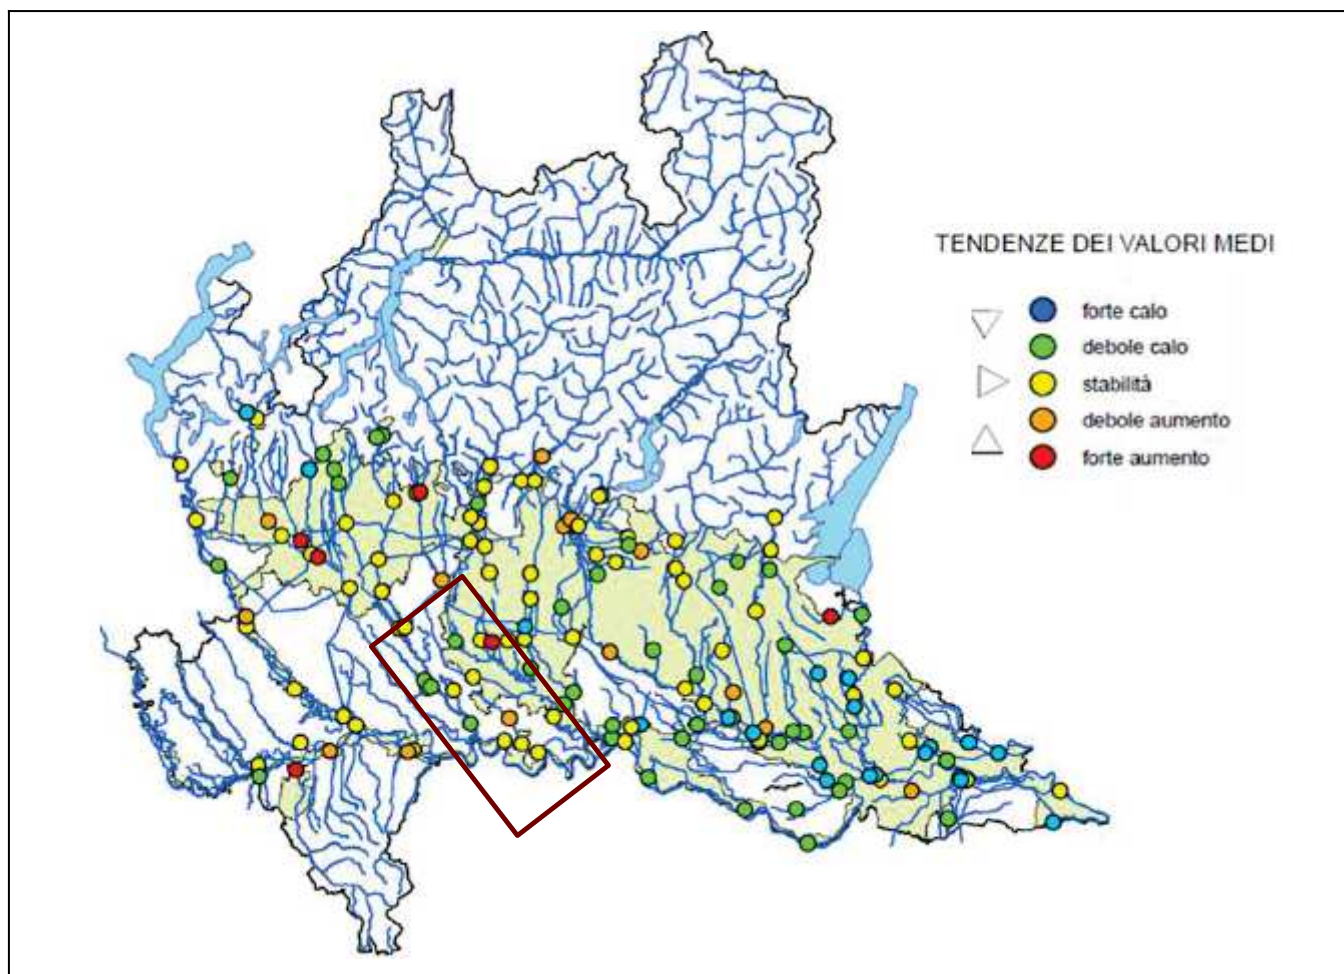 TENDENZE DEI VALORI MEDI
forte calo
debole calo
stabilità
debole aumento
forte aumento